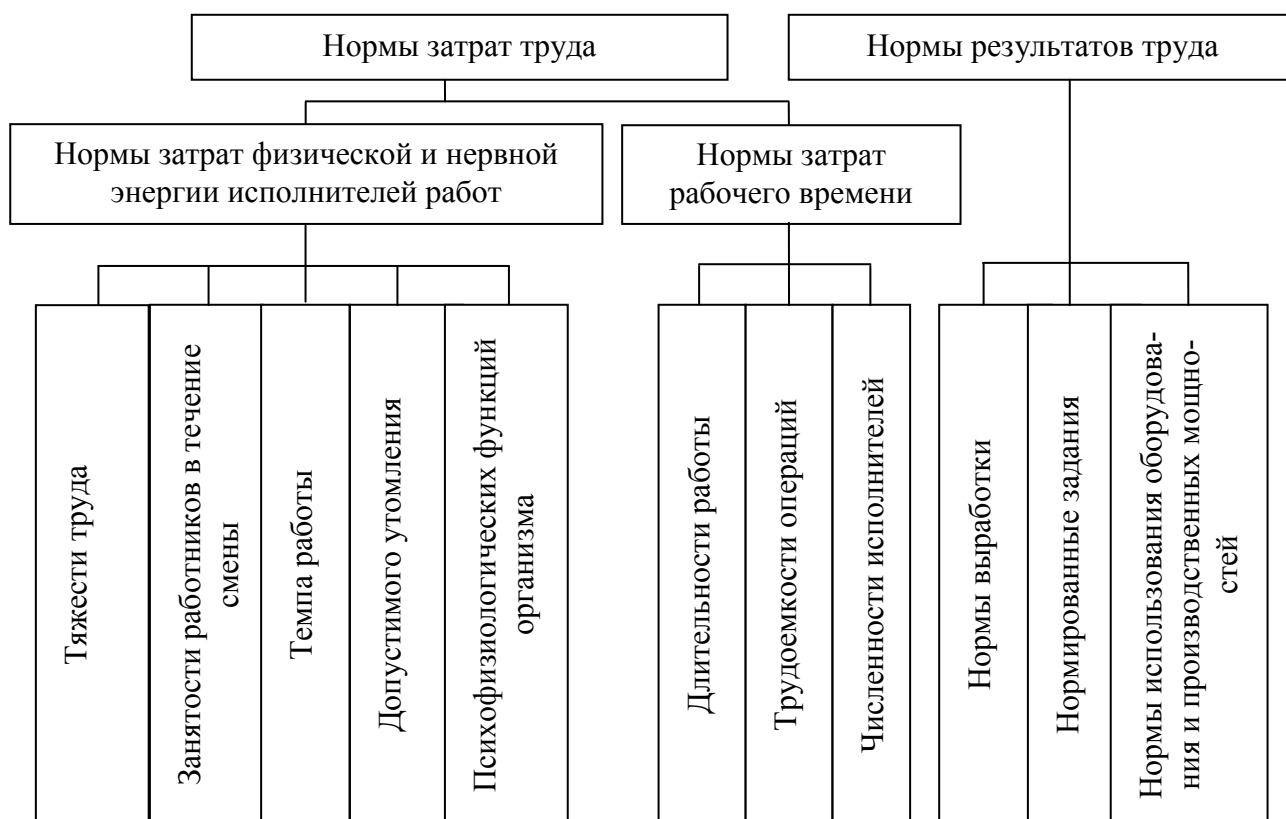 Нормы затрат труда
Нормы результатов труда
Нормы затрат физической и нервной
энергии исполнителей работ
Нормы затрат
рабочего времени
Тяжести труда
Занятости работников в течение
смены
Темпа работы
Допустимого утомления
Психофизиологических функций
организма
Длительности работы
Трудоемкости операций
Численности исполнителей
Нормы выработки
Нормированные задания
Нормы использования оборудова-
ния и производственных мощно-
стей